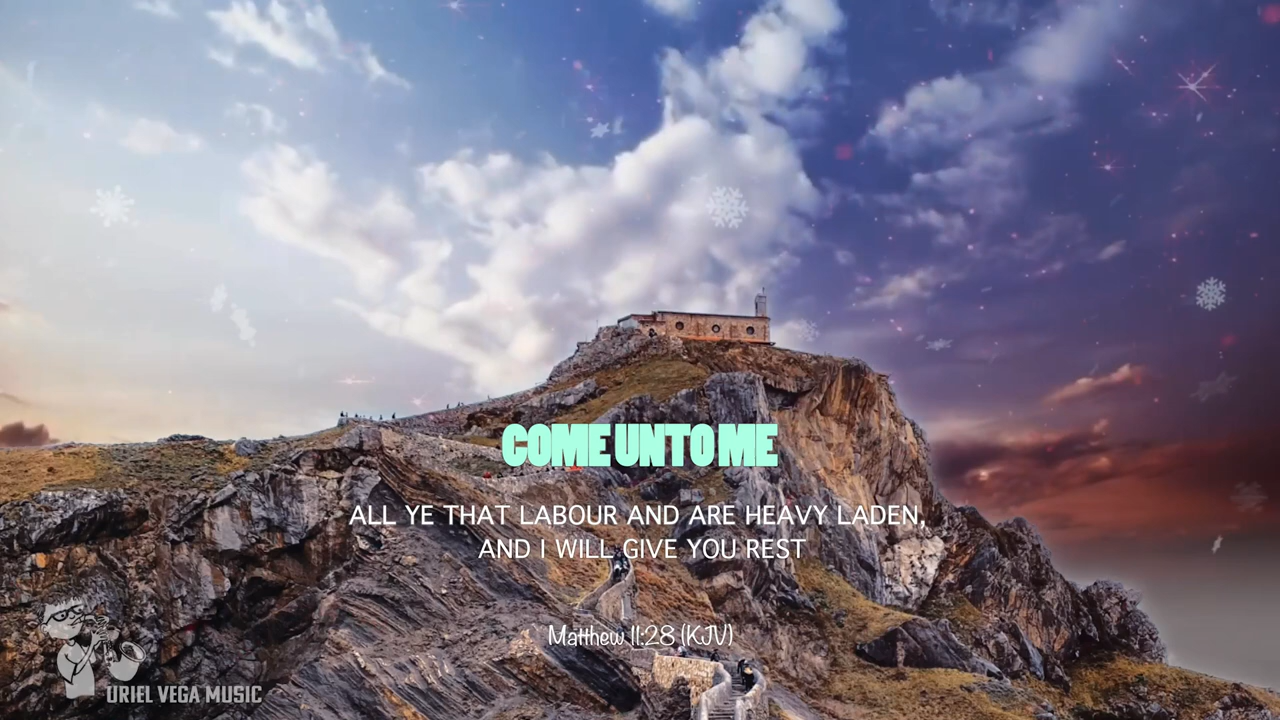 COME UNTO ME
ALL YE THAT LABOUR AND ARE HEAVY LADEN,
AND I WILL GIVE YOU REST
Matthew 11:28 (KJV)
URIEL VEGA MUSIC